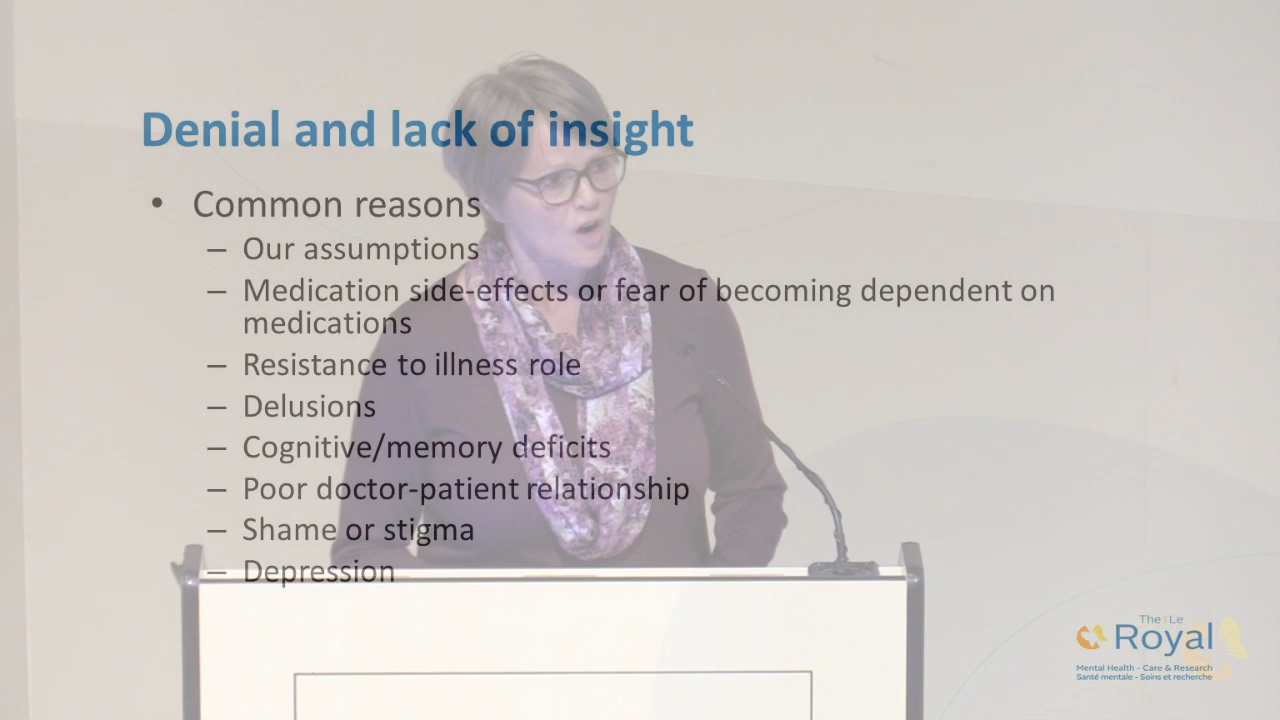 Denial and lack of insight
• Common reasons
– Our assumptions
– Medication side-effects or fear of becoming dependent on
medications
– Resistance to illness role
– Delusions
– Cognitive/memory deficits
– Poor doctor-patient relationship
– Shame or stigma
– Depression
The | Le
Royal
Mental Health - Care & Research
Santé mentale - Soins et recherche